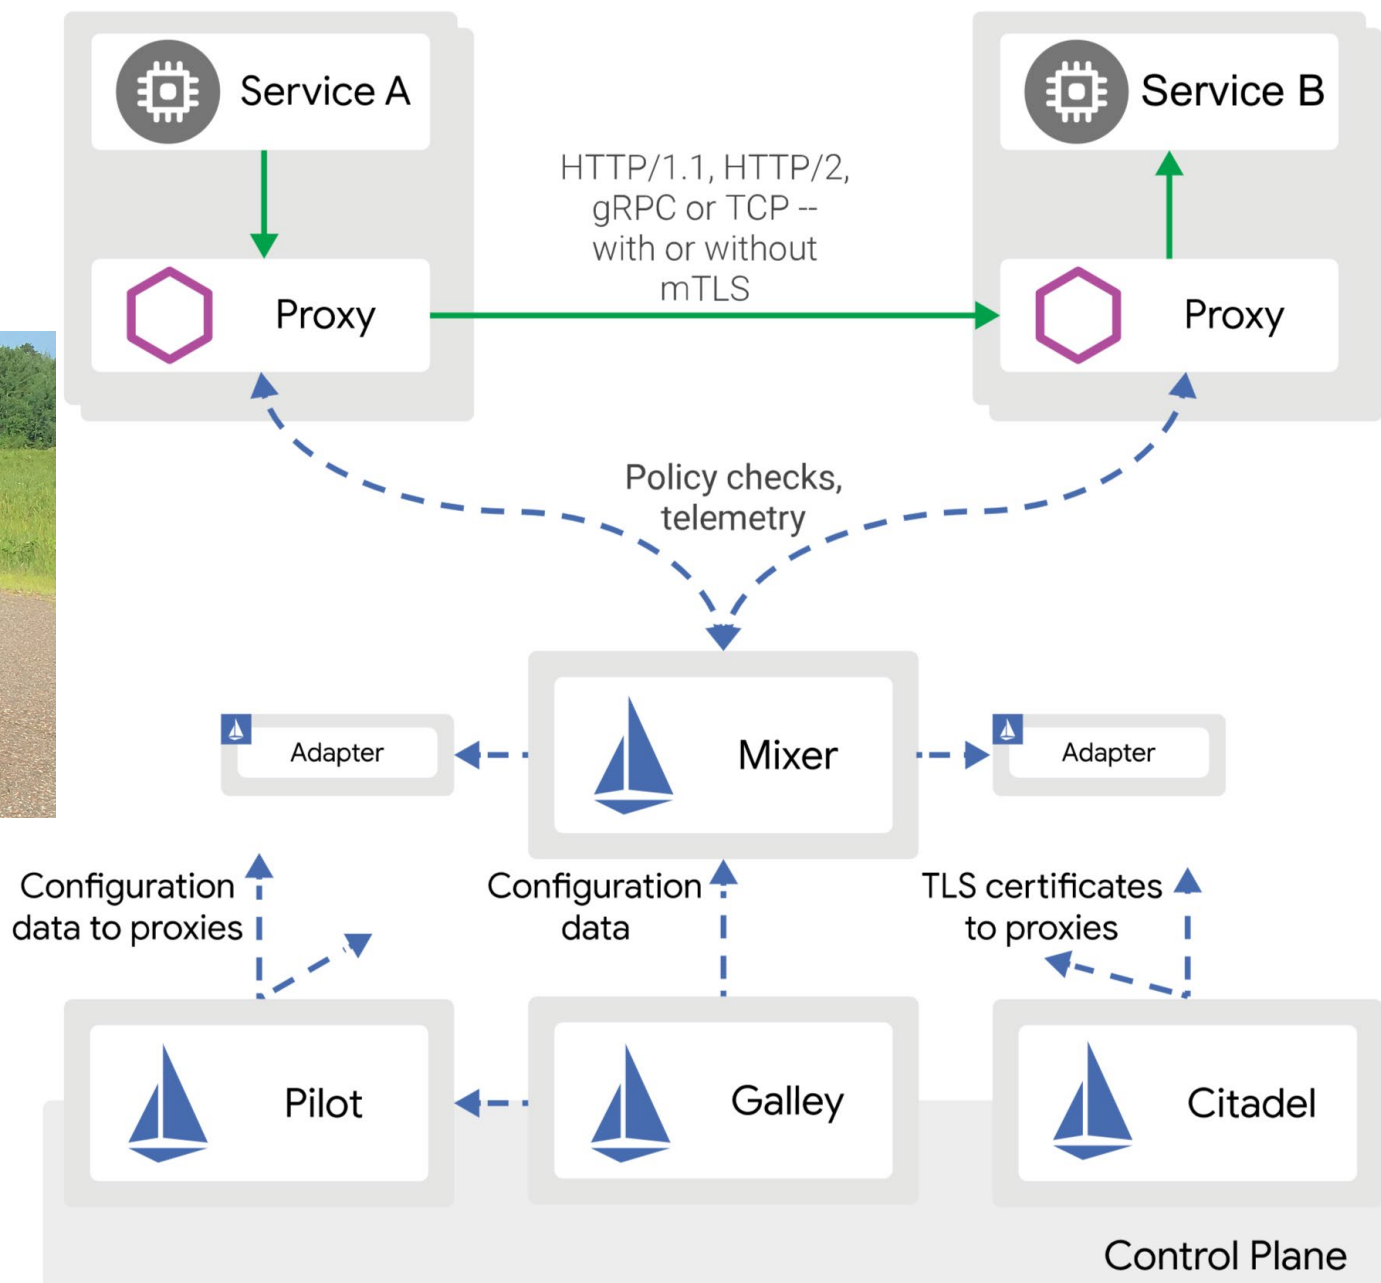 Service A
Service B
HTTP/1.1, HTTP/2,
gRPC or TCP --
with or without
mTLS
Proxy
Proxy
Policy checks,
telemetry
Adapter
Mixer
Adapter
Configuration
data to proxies
Configuration
data
TLS certificates
to proxies
Pilot
Galley
Citadel
Control Plane